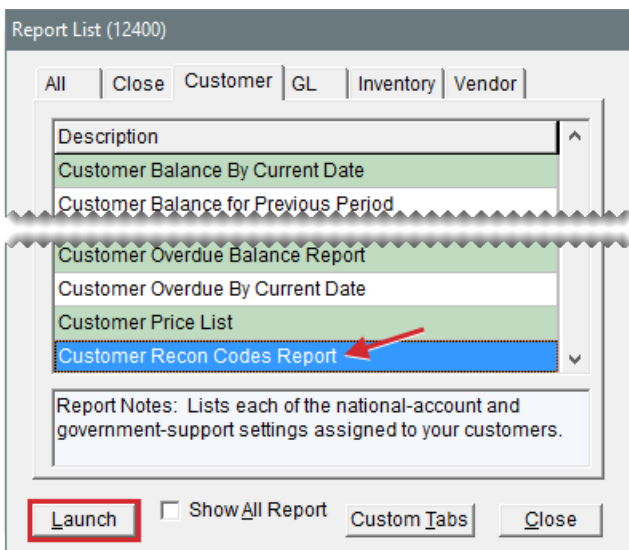 Report List (12400)
All Close Customer GL Inventory Vendor
Description
Customer Balance By Current Date
Customer Balance for Previous Period
Customer Overdue Balance Report
Customer Overdue By Current Date
Customer Price List
Customer Recon Codes Report
Report Notes: Lists each of the national-account and
government-support settings assigned to your customers.
Launch Show All Report Custom Tabs Close